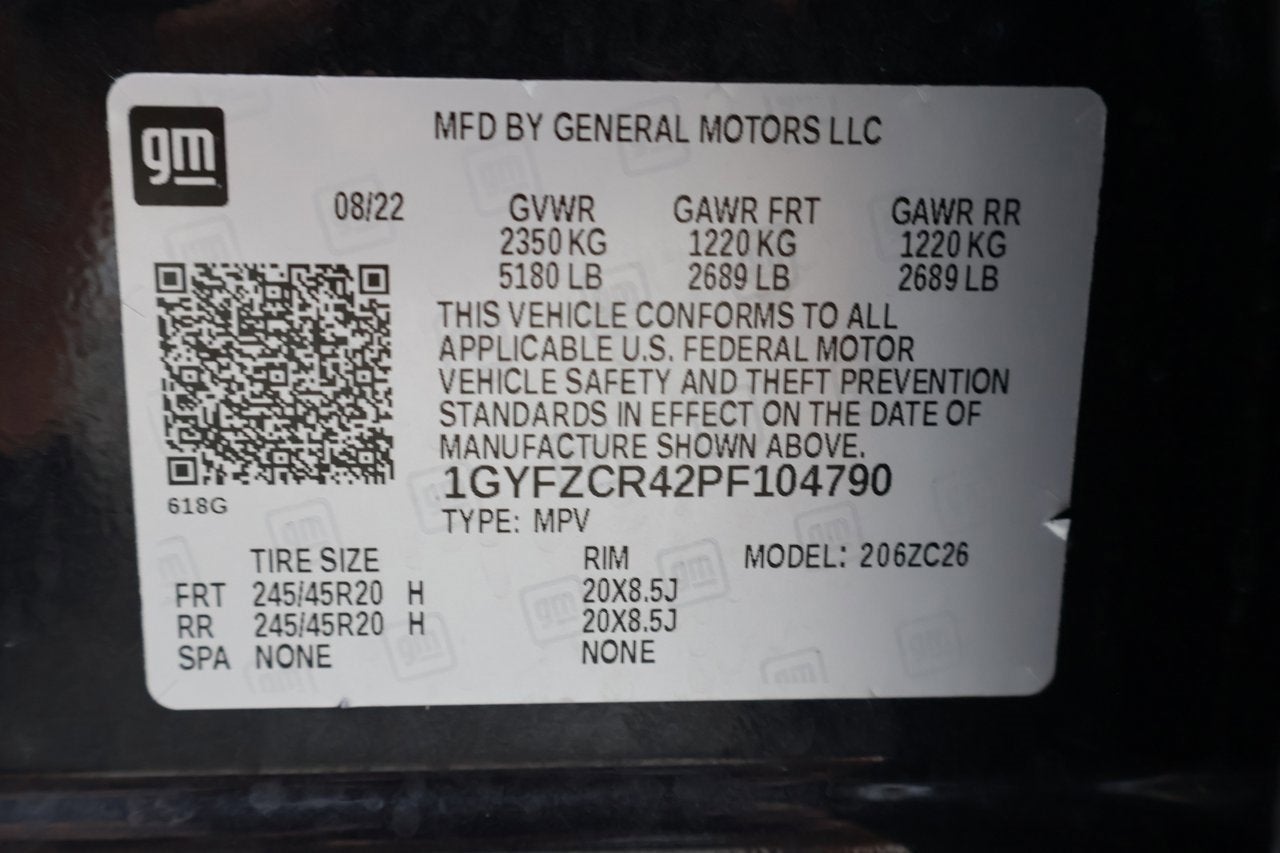 gm
MFD BY GENERAL MOTORS LLC
08/22 GVWR GAWR FRT GAWR RR
2350 KG 1220 KG 1220 KG
5180 LB 2689 LB 2689 LB
THIS VEHICLE CONFORMS TO ALL
APPLICABLE U.S. FEDERAL MOTOR
VEHICLE SAFETY AND THEFT PREVENTION
STANDARDS IN EFFECT ON THE DATE OF
MANUFACTURE SHOWN ABOVE.
1GYFZCR42PF104790
618G
TYPE: MPV
TIRE SIZE RIM MODEL: 206ZC26
FRT 245/45R20 H 20X8.5J
RR 245/45R20 H 20X8.5J
SPA NONE NONE